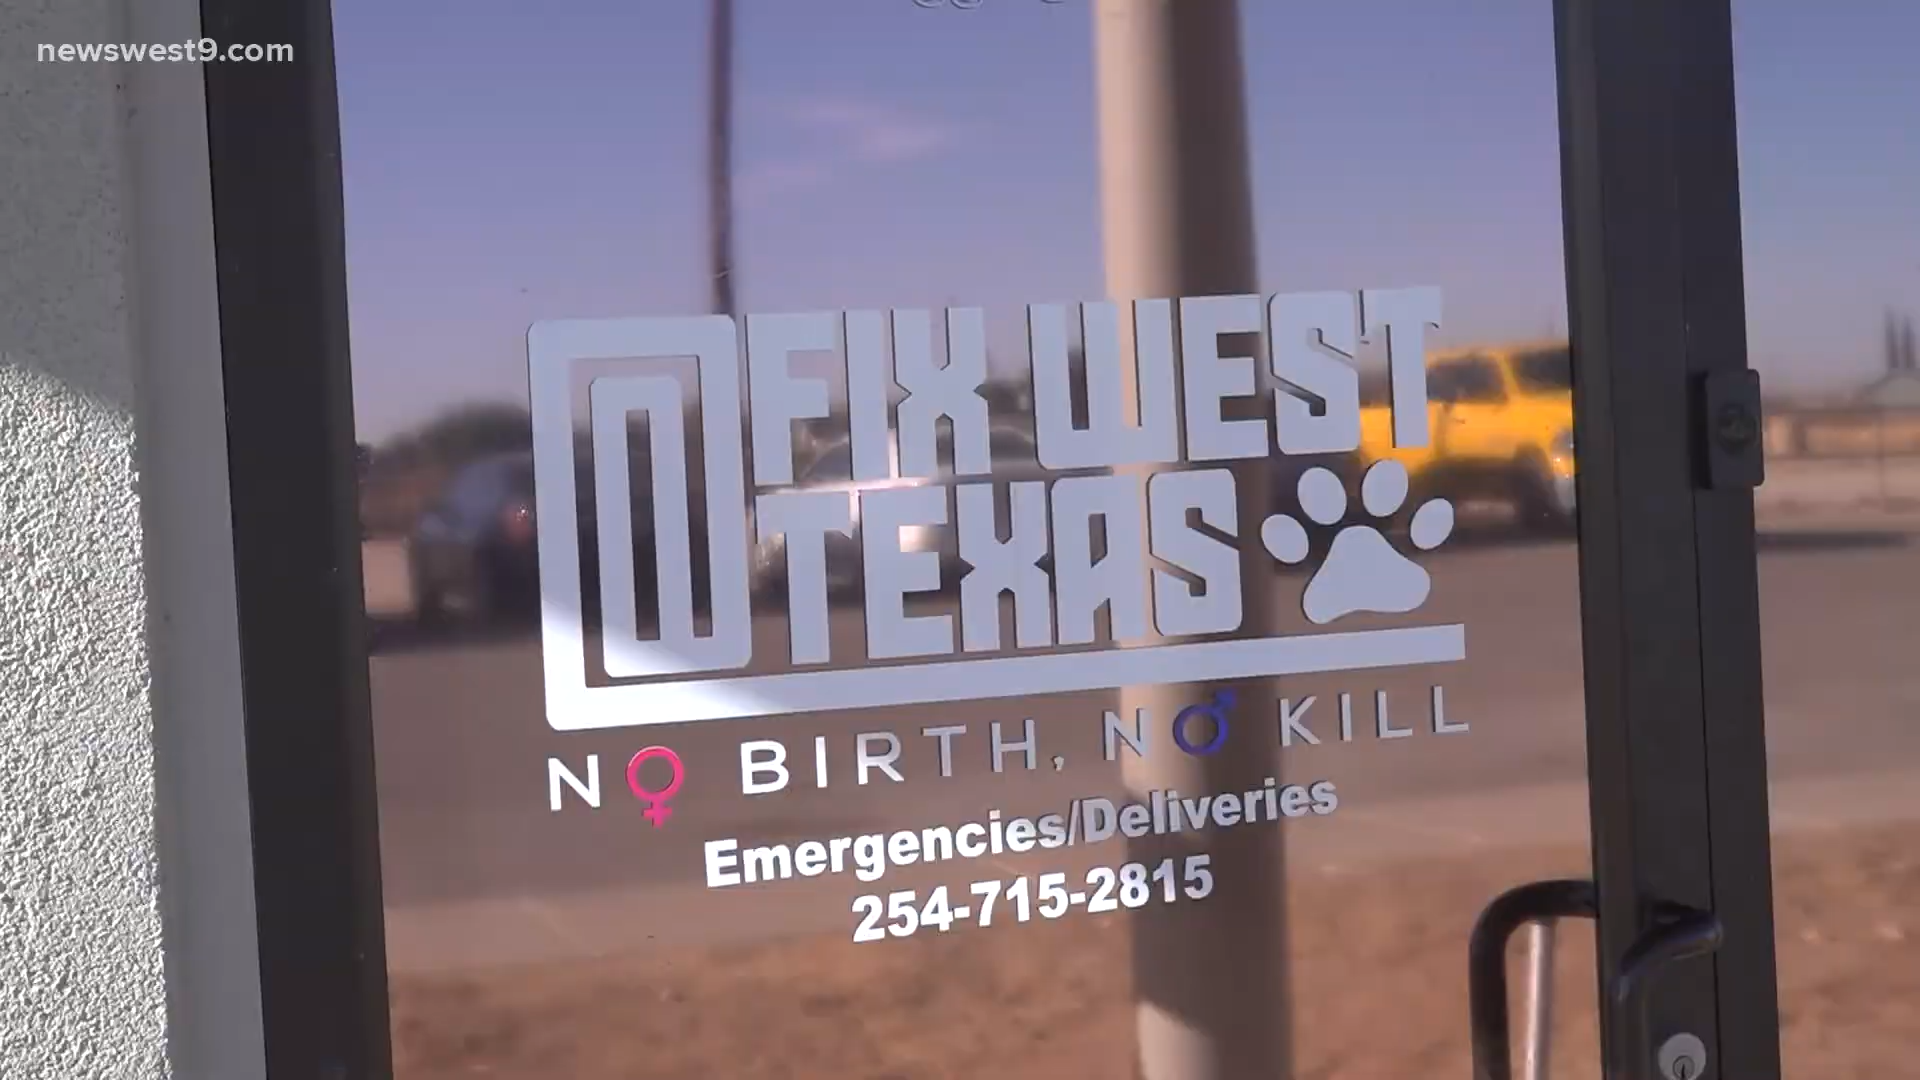 newswest9.com
FIX WEST
TEXAS
NO BIRTH, NO KILL
Emergencies/Deliveries
254-715-2815